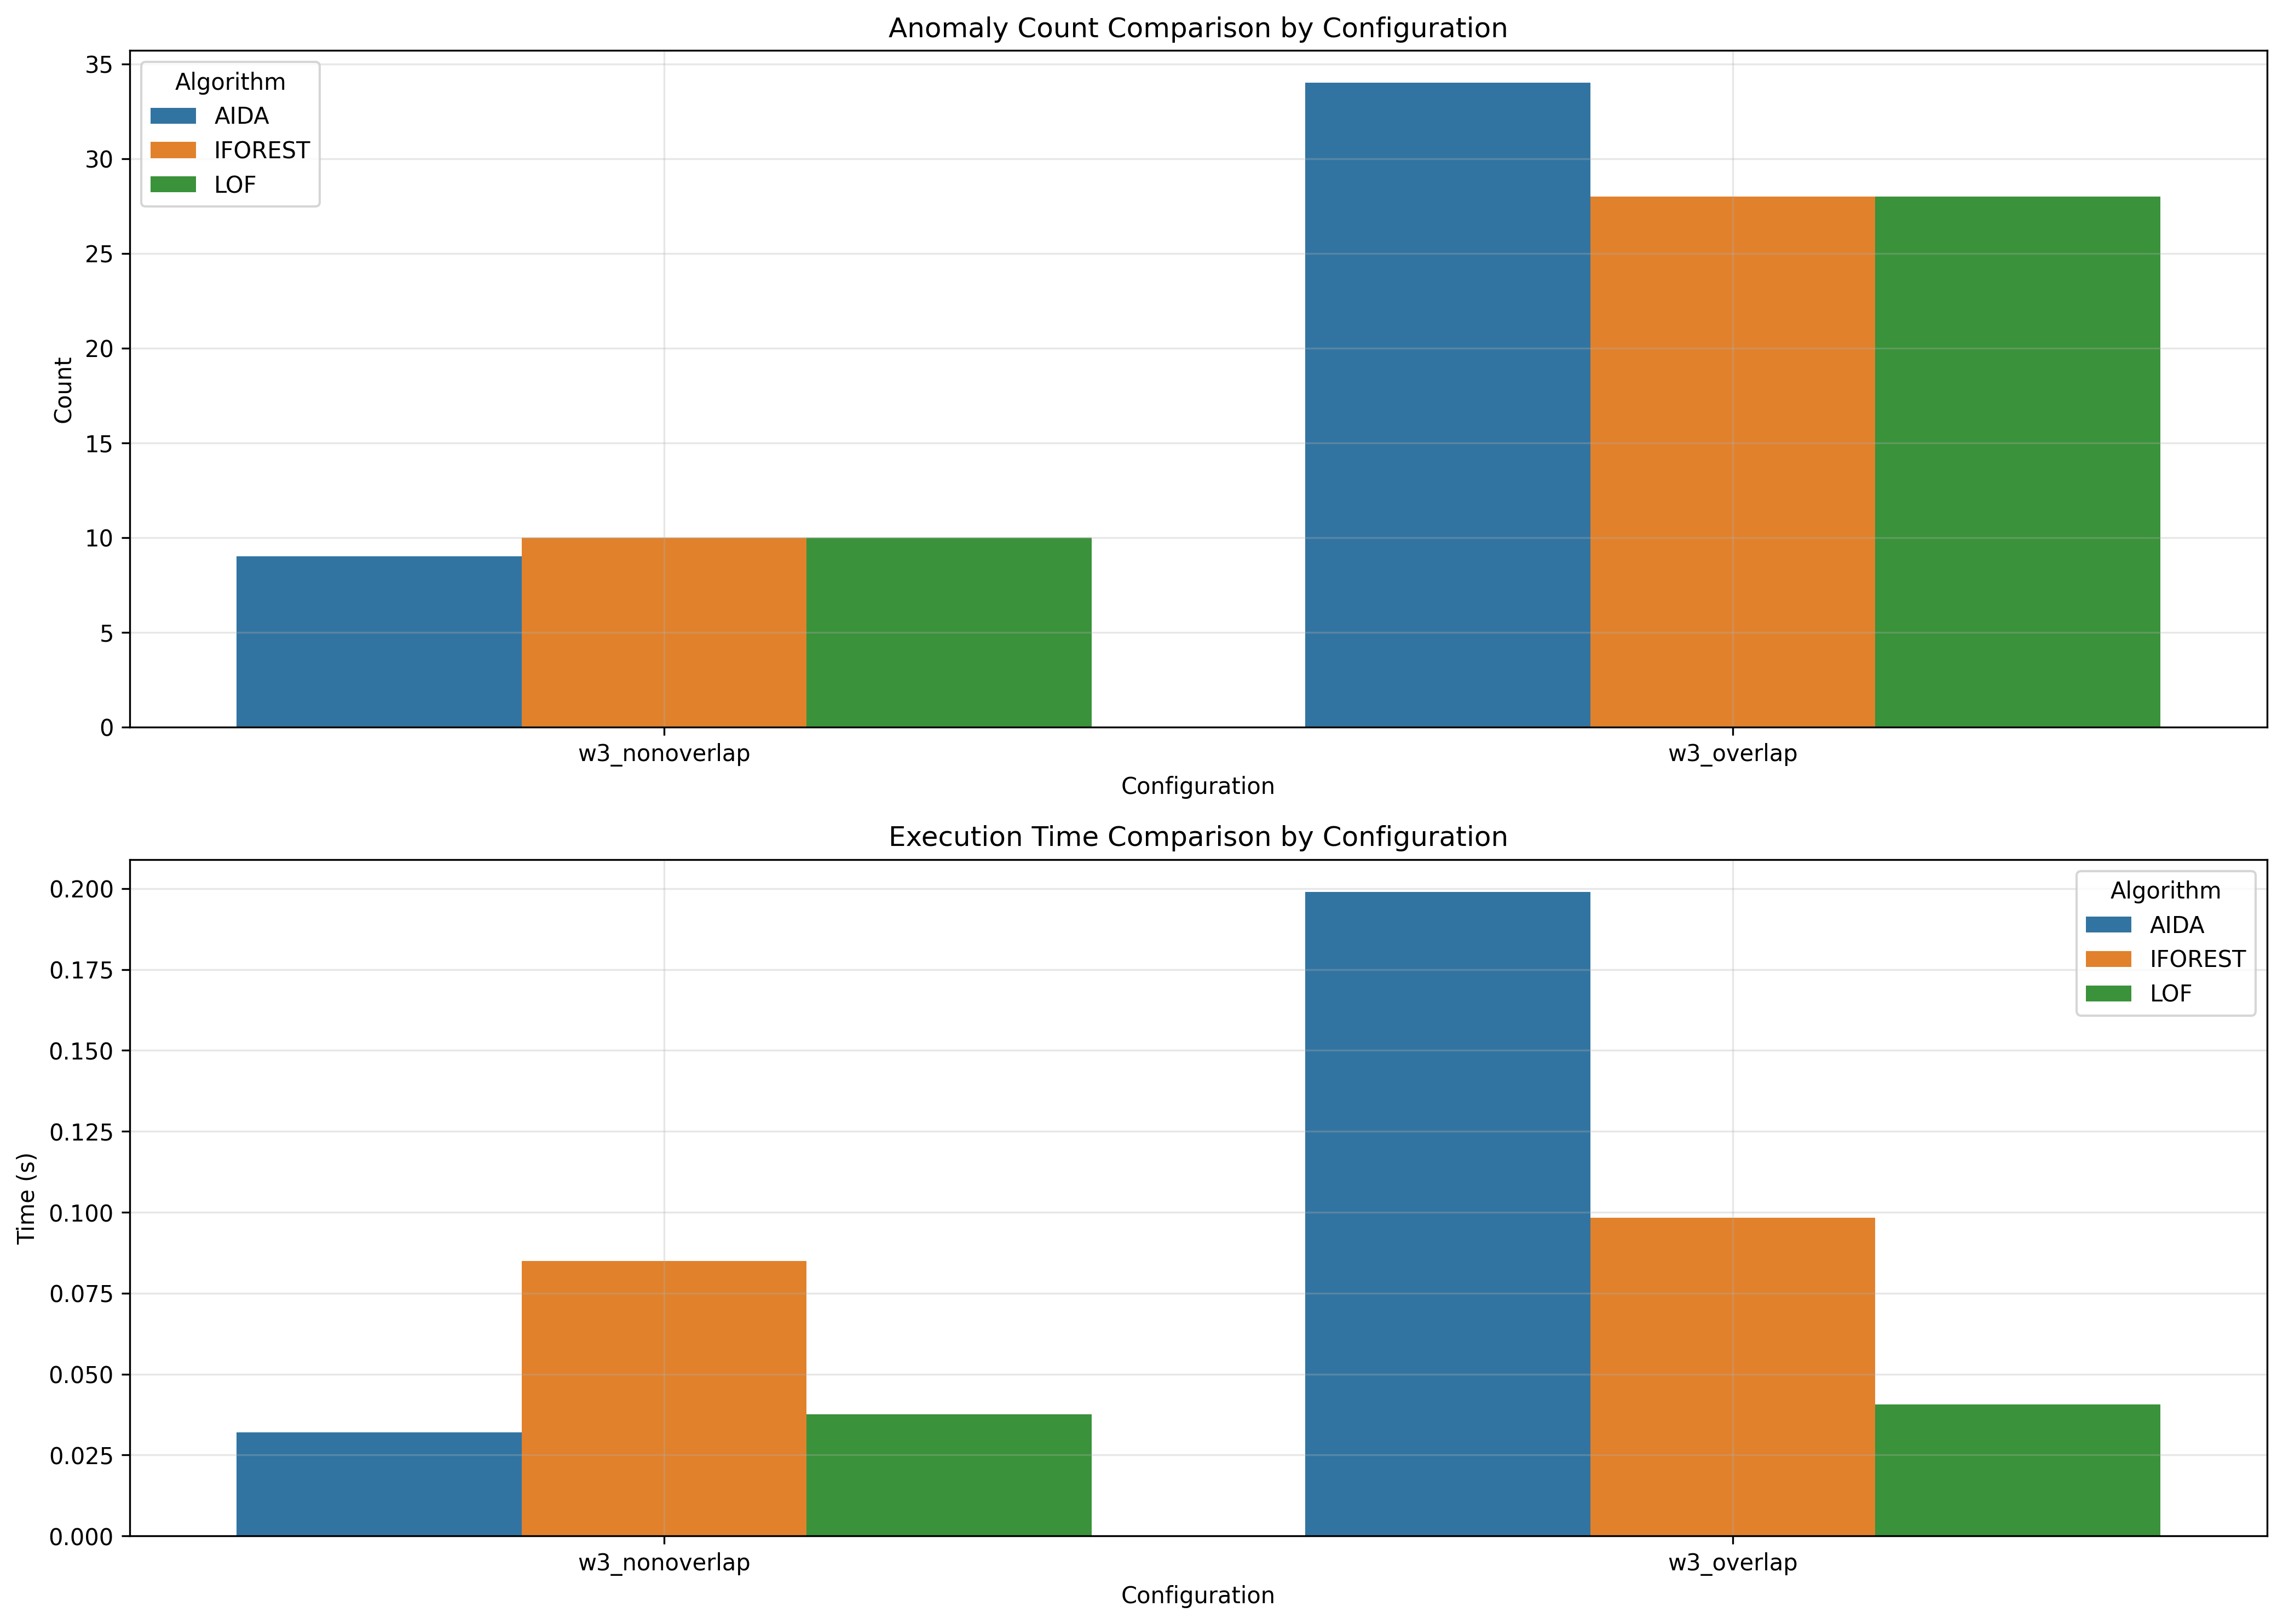 Anomaly Count Comparison by Configuration
Algorithm
AIDA
IFOREST
LOF
35
30
25
20
15
10
5
0
Count
w3_nonoverlap
w3_overlap
Configuration
Execution Time Comparison by Configuration
Algorithm
AIDA
IFOREST
LOF
0.200
0.175
0.150
0.125
0.100
0.075
0.050
0.025
0.000
Time (s)
w3_nonoverlap
w3_overlap
Configuration